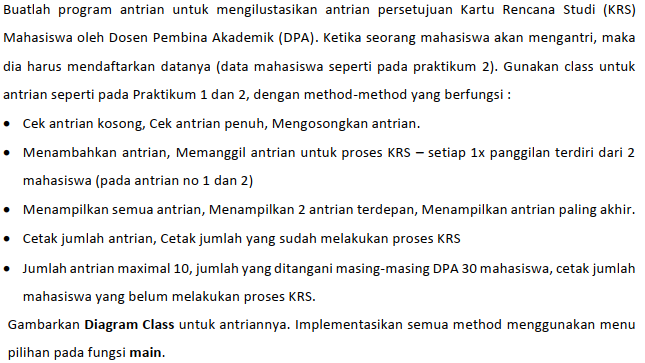 Buatlah program antrian untuk mengilustasikan antrian persetujuan Kartu Rencana Studi (KRS)
Mahasiswa oleh Dosen Pembina Akademik (DPA). Ketika seorang mahasiswa akan mengantri, maka
dia harus mendaftarkan datanya (data mahasiswa seperti pada praktikum 2). Gunakan class untuk
antrian seperti pada Praktikum 1 dan 2, dengan method-method yang berfungsi :
• Cek antrian kosong, Cek antrian penuh, Mengosongkan antrian.
• Menambahkan antrian, Memanggil antrian untuk proses KRS – setiap 1x panggilan terdiri dari 2
mahasiswa (pada antrian no 1 dan 2)
• Menampilkan semua antrian, Menampilkan 2 antrian terdepan, Menampilkan antrian paling akhir.
• Cetak jumlah antrian, Cetak jumlah yang sudah melakukan proses KRS
• Jumlah antrian maximal 10, jumlah yang ditangani masing-masing DPA 30 mahasiswa, cetak jumlah
mahasiswa yang belum melakukan proses KRS.
Gambarkan Diagram Class untuk antriannya. Implementasikan semua method menggunakan menu
pilihan pada fungsi main.